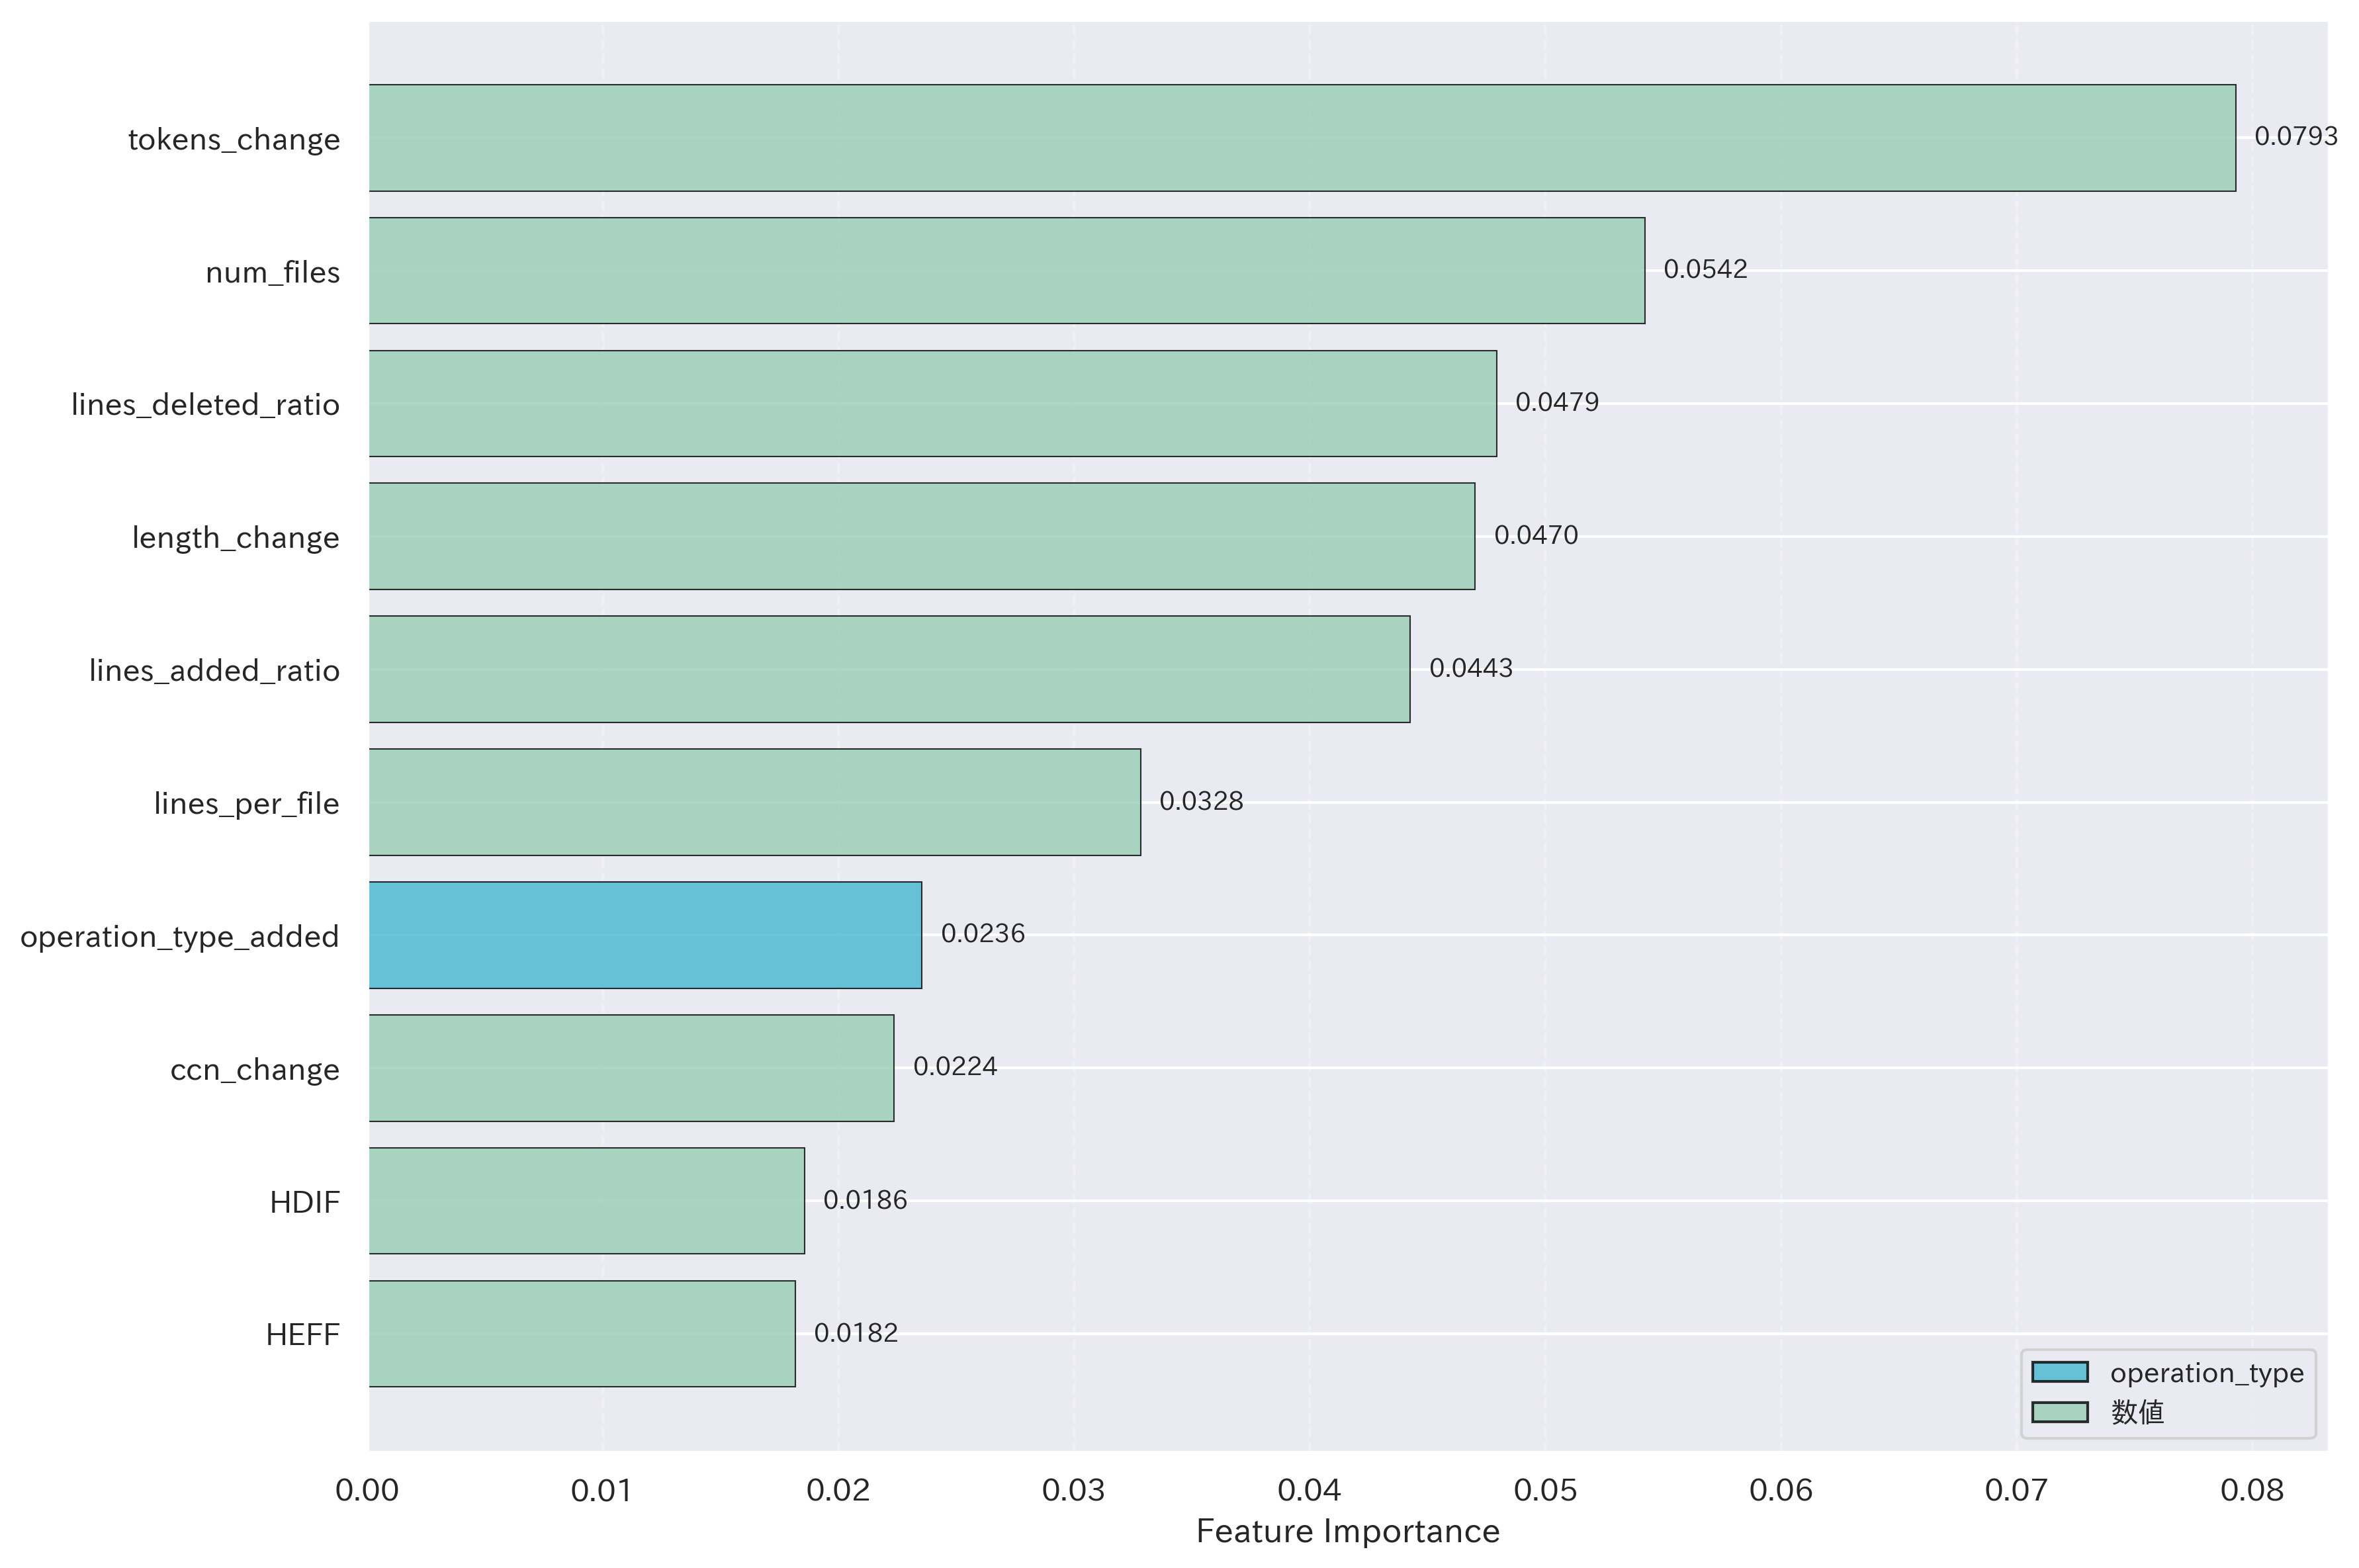 tokens_change 0.0793
num_files 0.0542
lines_deleted_ratio 0.0479
length_change 0.0470
lines_added_ratio 0.0443
lines_per_file 0.0328
operation_type_added 0.0236
ccn_change 0.0224
HDIF 0.0186
HEFF 0.0182
operation_type
数値
0.00 0.01 0.02 0.03 0.04 0.05 0.06 0.07 0.08
Feature Importance